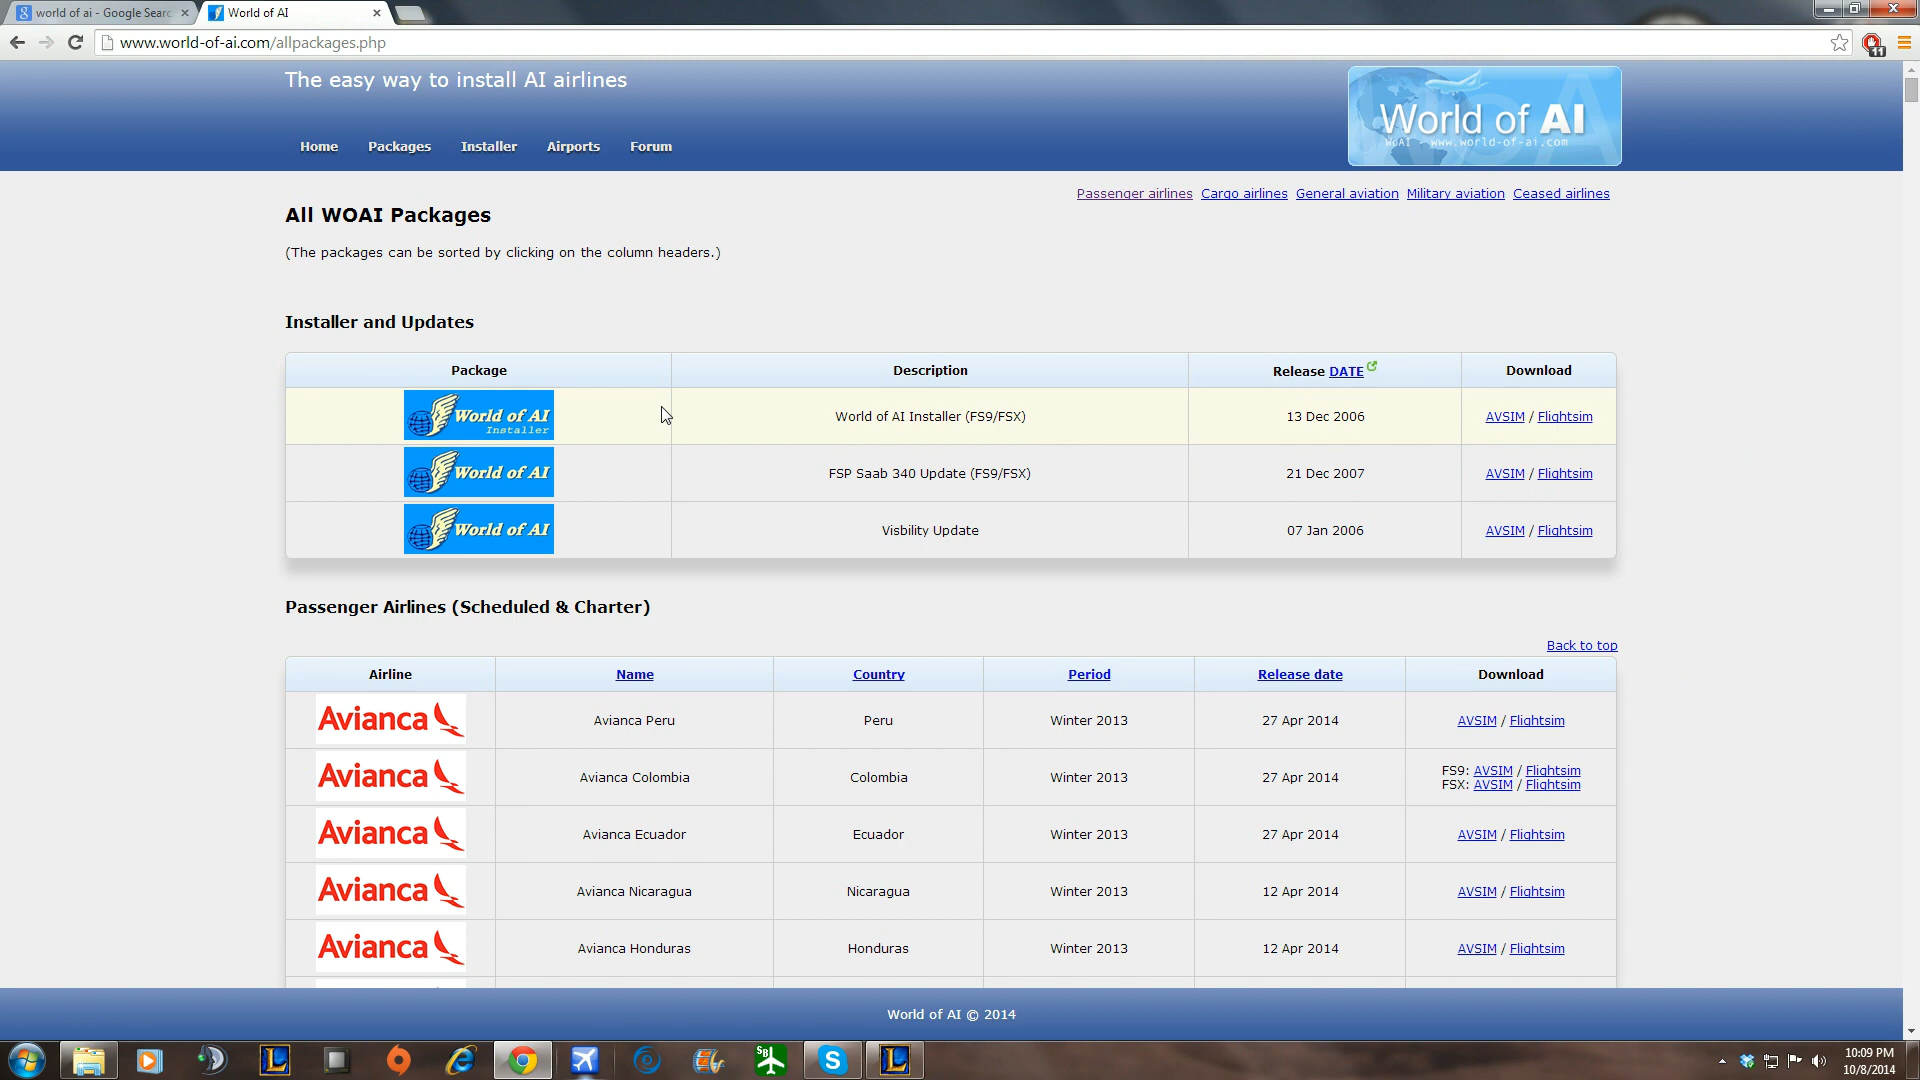 world of ai - Google Searc
World of AI
www.world-of-ai.com/allpackages.php
11
The easy way to install AI airlines
World of AI
WoAI - www.world-of-ai.com
Home Packages Installer Airports Forum
Passenger airlines Cargo airlines General aviation Military aviation Ceased airlines
All WOAI Packages
(The packages can be sorted by clicking on the column headers.)
Installer and Updates
Package Description Release DATE Download
World of AI Installer World of AI Installer (FS9/FSX) 13 Dec 2006 AVSIM / Flightsim
World of AI FSP Saab 340 Update (FS9/FSX) 21 Dec 2007 AVSIM / Flightsim
World of AI Visbility Update 07 Jan 2006 AVSIM / Flightsim
Passenger Airlines (Scheduled & Charter)
Back to top
Airline Name Country Period Release date Download
Avianca Avianca Peru Peru Winter 2013 27 Apr 2014 AVSIM / Flightsim
Avianca Avianca Colombia Colombia Winter 2013 27 Apr 2014 FS9: AVSIM / Flightsim
FSX: AVSIM / Flightsim
Avianca Avianca Ecuador Ecuador Winter 2013 27 Apr 2014 AVSIM / Flightsim
Avianca Avianca Nicaragua Nicaragua Winter 2013 12 Apr 2014 AVSIM / Flightsim
Avianca Avianca Honduras Honduras Winter 2013 12 Apr 2014 AVSIM / Flightsim
World of AI © 2014
10:09 PM
10/8/2014